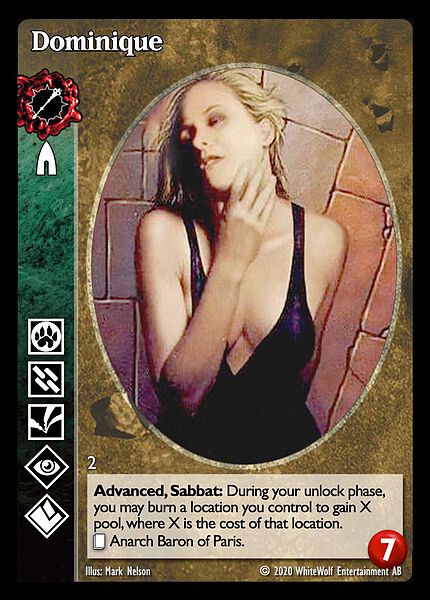 Dominique
2
Advanced, Sabbat: During your unlock phase,
you may burn a location you control to gain X
pool, where X is the cost of that location.
Anarch Baron of Paris.
7
Illus: Mark Nelson © 2020 WhiteWolf Entertainment AB